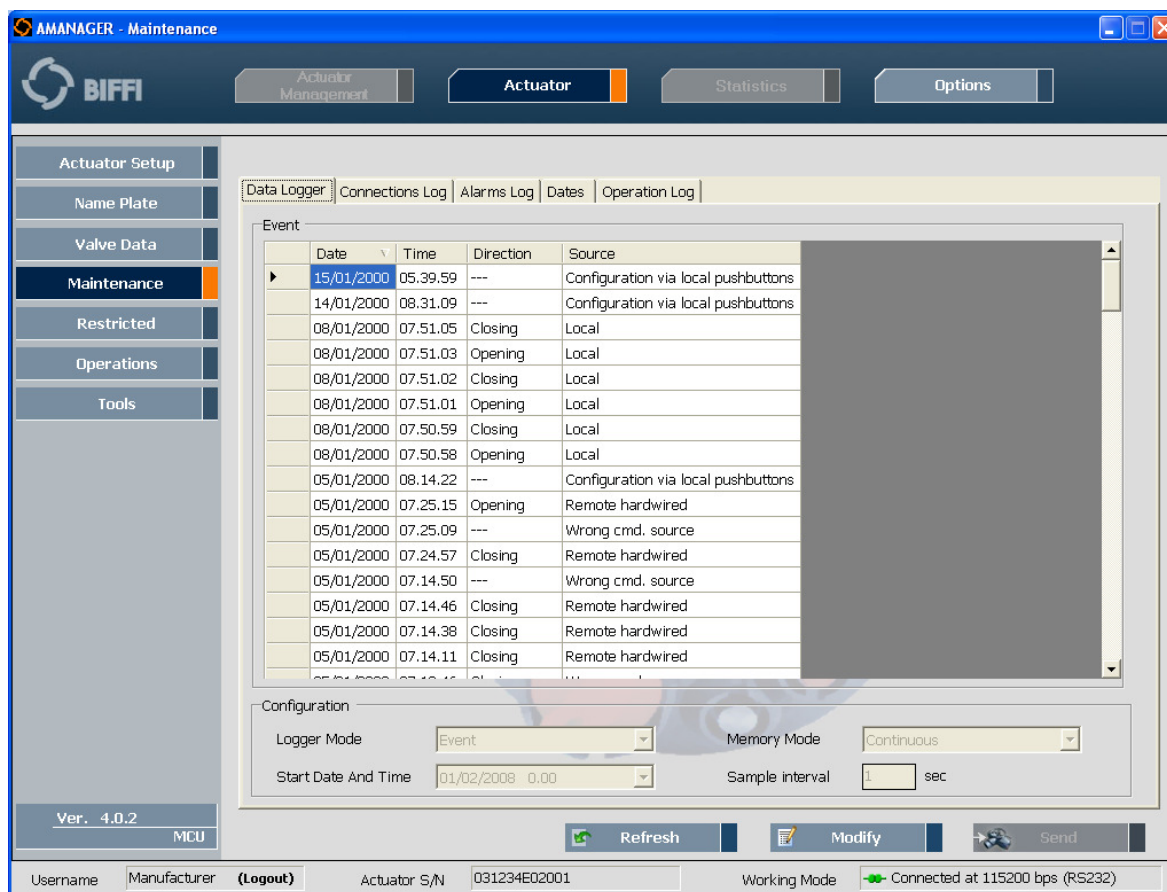 AMANAGER - Maintenance
BIFFI
Actuator Management
Actuator
Statistics
Options
Actuator Setup
Name Plate
Valve Data
Maintenance
Restricted
Operations
Tools
Data Logger Connections Log Alarms Log Dates Operation Log
Event
Date Time Direction Source
15/01/2000 05.39.59 --- Configuration via local pushbuttons
14/01/2000 08.31.09 --- Configuration via local pushbuttons
08/01/2000 07.51.05 Closing Local
08/01/2000 07.51.03 Opening Local
08/01/2000 07.51.02 Closing Local
08/01/2000 07.51.01 Opening Local
08/01/2000 07.50.59 Closing Local
08/01/2000 07.50.58 Opening Local
05/01/2000 08.14.22 --- Configuration via local pushbuttons
05/01/2000 07.25.15 Opening Remote hardwired
05/01/2000 07.25.09 --- Wrong cmd. source
05/01/2000 07.24.57 Closing Remote hardwired
05/01/2000 07.14.50 --- Wrong cmd. source
05/01/2000 07.14.46 Closing Remote hardwired
05/01/2000 07.14.38 Closing Remote hardwired
05/01/2000 07.14.11 Closing Remote hardwired
Configuration
Logger Mode Event Memory Mode Continuous
Start Date And Time 01/02/2008 0.00 Sample interval 1 sec
Ver. 4.0.2
MCU
Refresh Modify Send
Username Manufacturer (Logout) Actuator S/N 031234E02001 Working Mode Connected at 115200 bps (RS232)